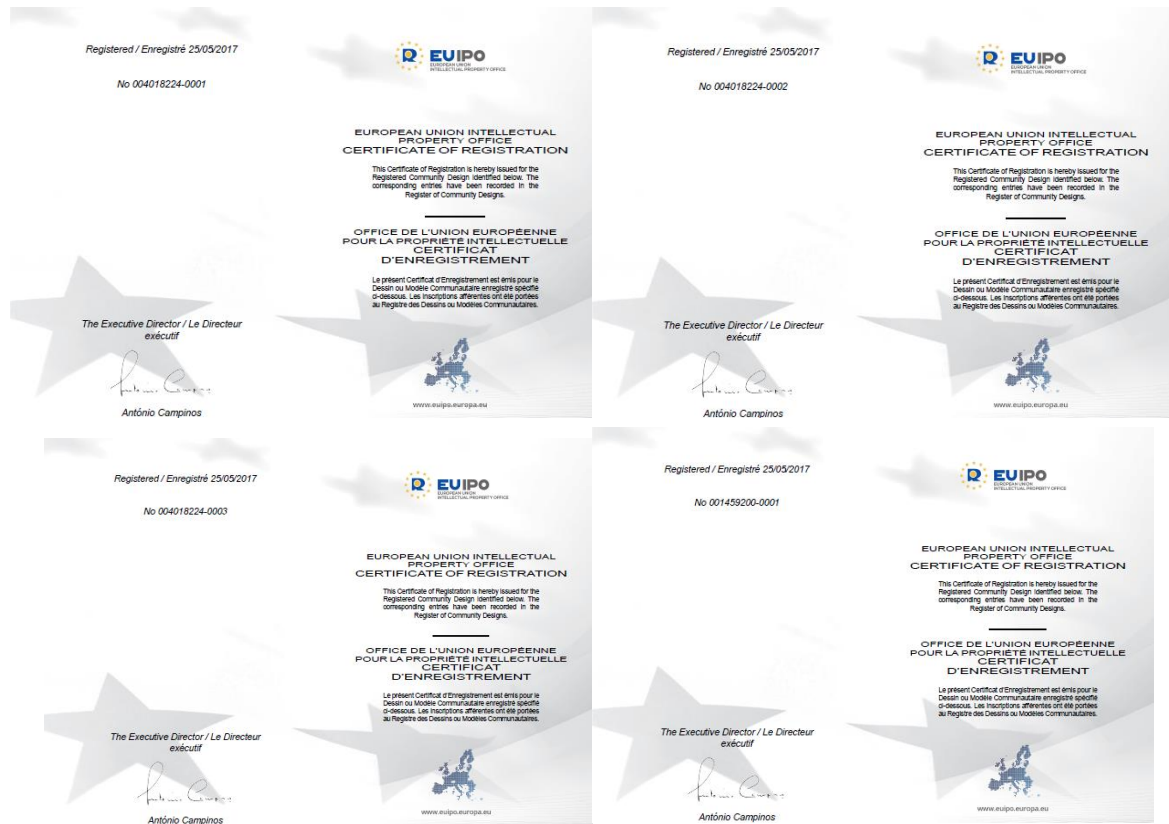 Registered / Enregistré 25/05/2017
No 004018224-0001
The Executive Director / Le Directeur
exécutif
António Campinos
EUIPO
EUROPEAN UNION
INTELLECTUAL PROPERTY OFFICE
EUROPEAN UNION INTELLECTUAL
PROPERTY OFFICE
CERTIFICATE OF REGISTRATION
This Certificate of Registration is hereby issued for the
Registered Community Design identified below. The
corresponding entries have been recorded in the
Register of Community Designs.
OFFICE DE L'UNION EUROPÉENNE
POUR LA PROPRIÉTÉ INTELLECTUELLE
CERTIFICAT
D'ENREGISTREMENT
Le présent Certificat d'Enregistrement est émis pour le
Dessin ou Modèle Communautaire enregistré spécifié
ci-dessous. Les inscriptions afférentes ont été portées
au Registre des Dessins ou Modèles Communautaires.
www.euipo.europa.eu
Registered / Enregistré 25/05/2017
No 004018224-0002
The Executive Director / Le Directeur
exécutif
António Campinos
EUIPO
EUROPEAN UNION
INTELLECTUAL PROPERTY OFFICE
EUROPEAN UNION INTELLECTUAL
PROPERTY OFFICE
CERTIFICATE OF REGISTRATION
This Certificate of Registration is hereby issued for the
Registered Community Design identified below. The
corresponding entries have been recorded in the
Register of Community Designs.
OFFICE DE L'UNION EUROPÉENNE
POUR LA PROPRIÉTÉ INTELLECTUELLE
CERTIFICAT
D'ENREGISTREMENT
Le présent Certificat d'Enregistrement est émis pour le
Dessin ou Modèle Communautaire enregistré spécifié
ci-dessous. Les inscriptions afférentes ont été portées
au Registre des Dessins ou Modèles Communautaires.
www.euipo.europa.eu
Registered / Enregistré 25/05/2017
No 004018224-0003
The Executive Director / Le Directeur
exécutif
António Campinos
EUIPO
EUROPEAN UNION
INTELLECTUAL PROPERTY OFFICE
EUROPEAN UNION INTELLECTUAL
PROPERTY OFFICE
CERTIFICATE OF REGISTRATION
This Certificate of Registration is hereby issued for the
Registered Community Design identified below. The
corresponding entries have been recorded in the
Register of Community Designs.
OFFICE DE L'UNION EUROPÉENNE
POUR LA PROPRIÉTÉ INTELLECTUELLE
CERTIFICAT
D'ENREGISTREMENT
Le présent Certificat d'Enregistrement est émis pour le
Dessin ou Modèle Communautaire enregistré spécifié
ci-dessous. Les inscriptions afférentes ont été portées
au Registre des Dessins ou Modèles Communautaires.
www.euipo.europa.eu
Registered / Enregistré 25/05/2017
No 001459200-0001
The Executive Director / Le Directeur
exécutif
António Campinos
EUIPO
EUROPEAN UNION
INTELLECTUAL PROPERTY OFFICE
EUROPEAN UNION INTELLECTUAL
PROPERTY OFFICE
CERTIFICATE OF REGISTRATION
This Certificate of Registration is hereby issued for the
Registered Community Design identified below. The
corresponding entries have been recorded in the
Register of Community Designs.
OFFICE DE L'UNION EUROPÉENNE
POUR LA PROPRIÉTÉ INTELLECTUELLE
CERTIFICAT
D'ENREGISTREMENT
Le présent Certificat d'Enregistrement est émis pour le
Dessin ou Modèle Communautaire enregistré spécifié
ci-dessous. Les inscriptions afférentes ont été portées
au Registre des Dessins ou Modèles Communautaires.
www.euipo.europa.eu